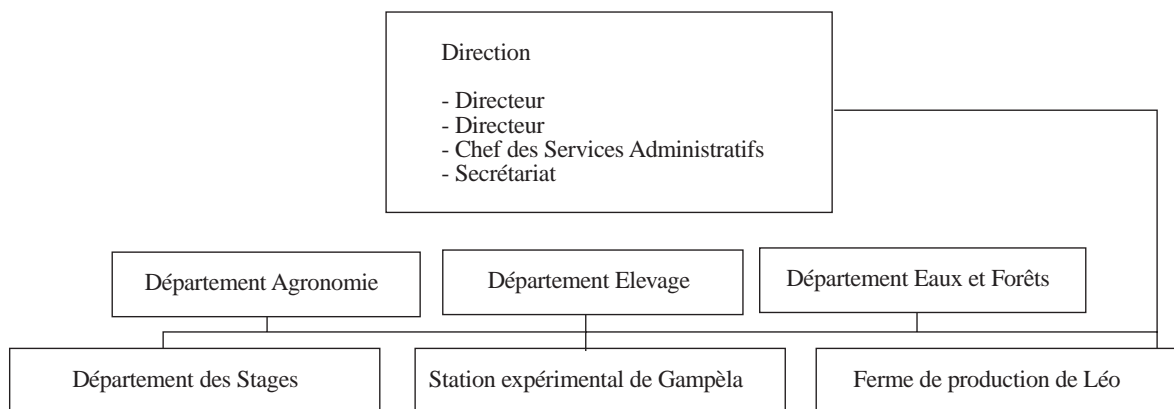 Direction
- Directeur
- Directeur
- Chef des Services Administratifs
- Secrétariat
Département Agronomie
Département Elevage
Département Eaux et Forêts
Département des Stages
Station expérimental de Gampèla
Ferme de production de Léo